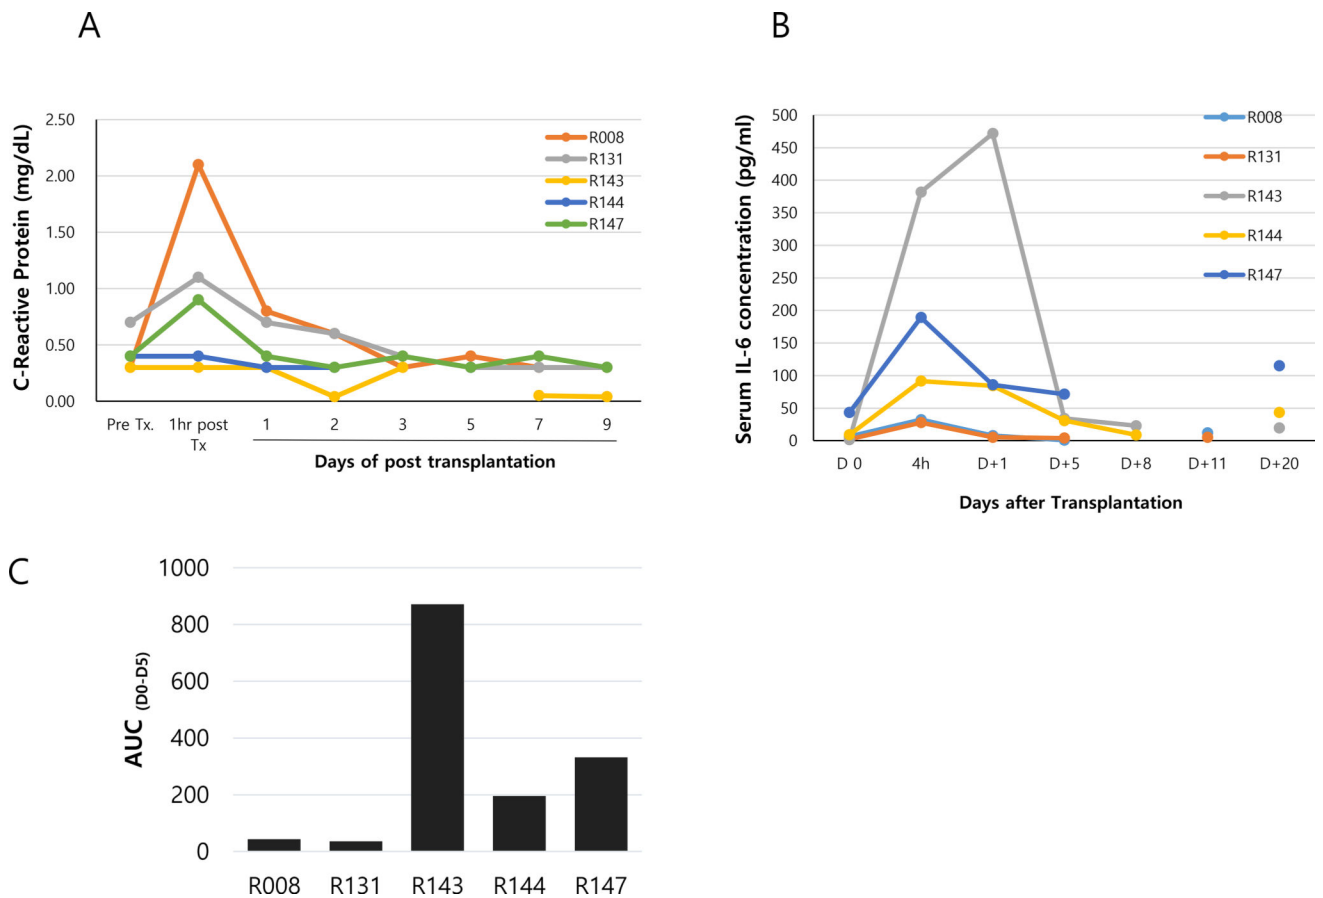 A
C-Reactive Protein (mg/dL)
2.50
2.00
1.50
1.00
0.50
0.00
R008
R131
R143
R144
R147
Pre Tx. 1hr post 1 2 3 5 7 9
Tx
Days of post transplantation
B
Serum IL-6 concentration (pg/ml)
500
450
400
350
300
250
200
150
100
50
0
R008
R131
R143
R144
R147
D 0 4h D+1 D+5 D+8 D+11 D+20
Days after Transplantation
C
AUC (D0-D5)
1000
800
600
400
200
0
R008 R131 R143 R144 R147